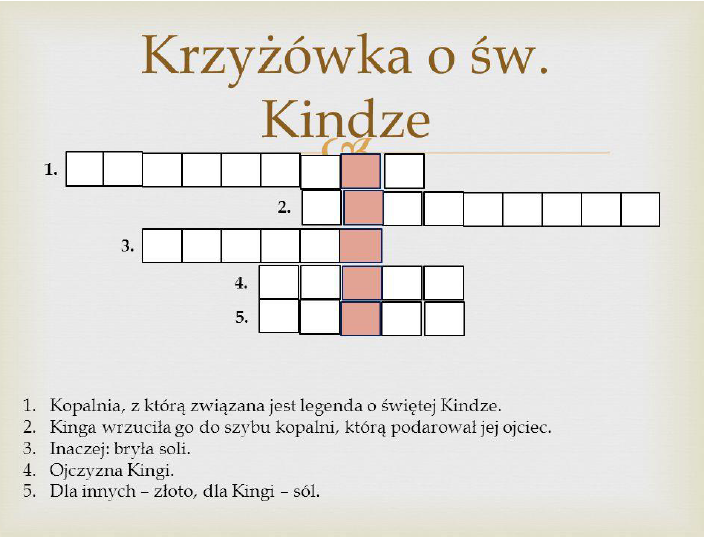 Krzyżówka o św.
Kindze
1.
2.
3.
4.
5.
1. Kopalnia, z którą związana jest legenda o świętej Kindze.
2. Kinga wrzuciła go do szybu kopalni, którą podarował jej ojciec.
3. Inaczej: bryła soli.
4. Ojczyzna Kingi.
5. Dla innych – złoto, dla Kingi – sól.